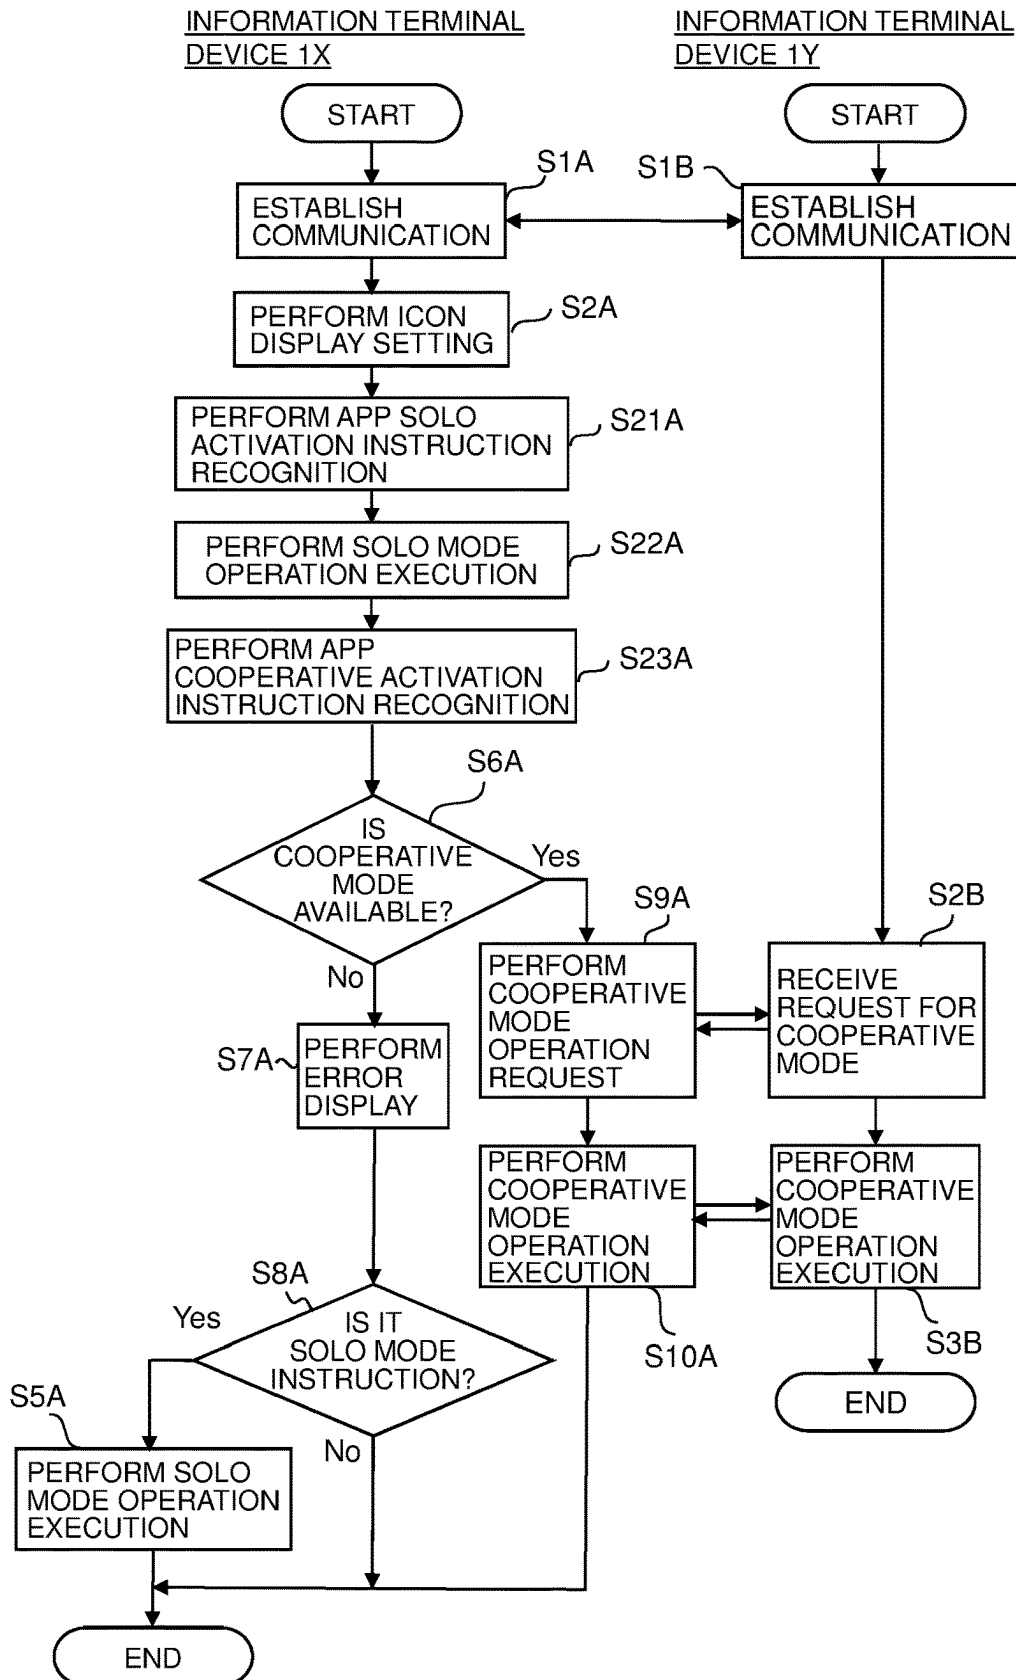 INFORMATION TERMINAL
DEVICE 1X
INFORMATION TERMINAL
DEVICE 1Y
START
START
S1A
S1B
ESTABLISH
COMMUNICATION
ESTABLISH
COMMUNICATION
PERFORM ICON
DISPLAY SETTING
S2A
PERFORM APP SOLO
ACTIVATION INSTRUCTION
RECOGNITION
S21A
PERFORM SOLO MODE
OPERATION EXECUTION
S22A
PERFORM APP
COOPERATIVE ACTIVATION
INSTRUCTION RECOGNITION
S23A
S6A
IS
COOPERATIVE
MODE
AVAILABLE?
Yes
No
S9A
S2B
PERFORM
COOPERATIVE
MODE
OPERATION
REQUEST
RECEIVE
REQUEST FOR
COOPERATIVE
MODE
S7A
PERFORM
ERROR
DISPLAY
PERFORM
COOPERATIVE
MODE
OPERATION
EXECUTION
PERFORM
COOPERATIVE
MODE
OPERATION
EXECUTION
S8A
IS IT
SOLO MODE
INSTRUCTION?
Yes
No
S10A
S3B
END
S5A
PERFORM SOLO
MODE OPERATION
EXECUTION
END